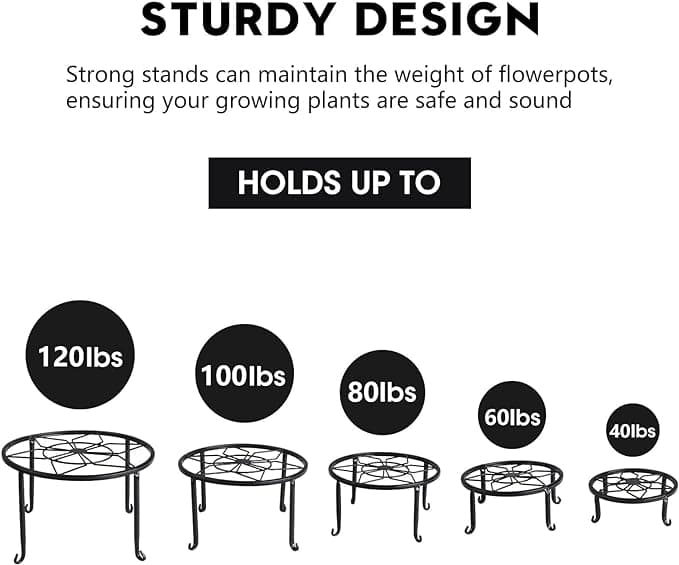 STURDY DESIGN
Strong stands can maintain the weight of flowerpots,
ensuring your growing plants are safe and sound
HOLDS UP TO
120lbs
100lbs
80lbs
60lbs
40lbs